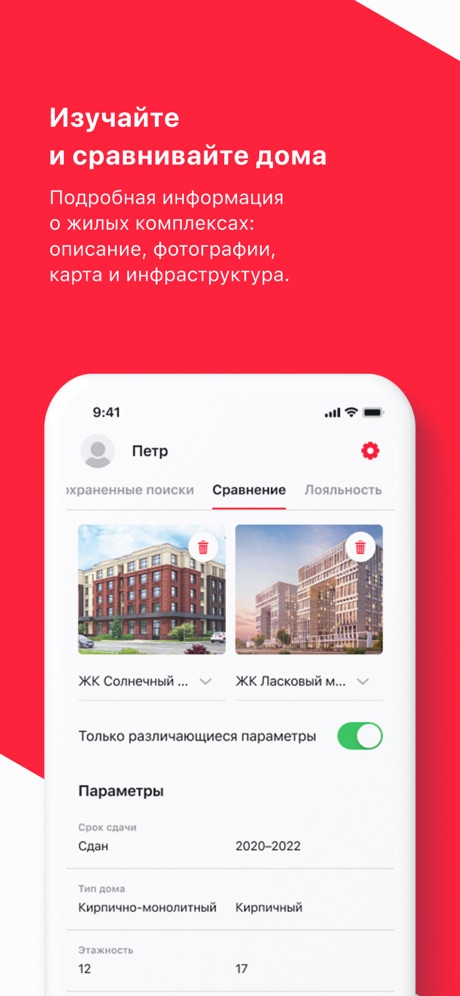 Изучайте
и сравнивайте дома
Подробная информация
о жилых комплексах:
описание, фотографии,
карта и инфраструктура.
9:41
Петр
охраненные поиски Сравнение Лояльность
ЖК Солнечный ... ЖК Ласковый м...
Только различающиеся параметры
Параметры
Срок сдачи
Сдан 2020–2022
Тип дома
Кирпично-монолитный Кирпичный
Этажность
12 17